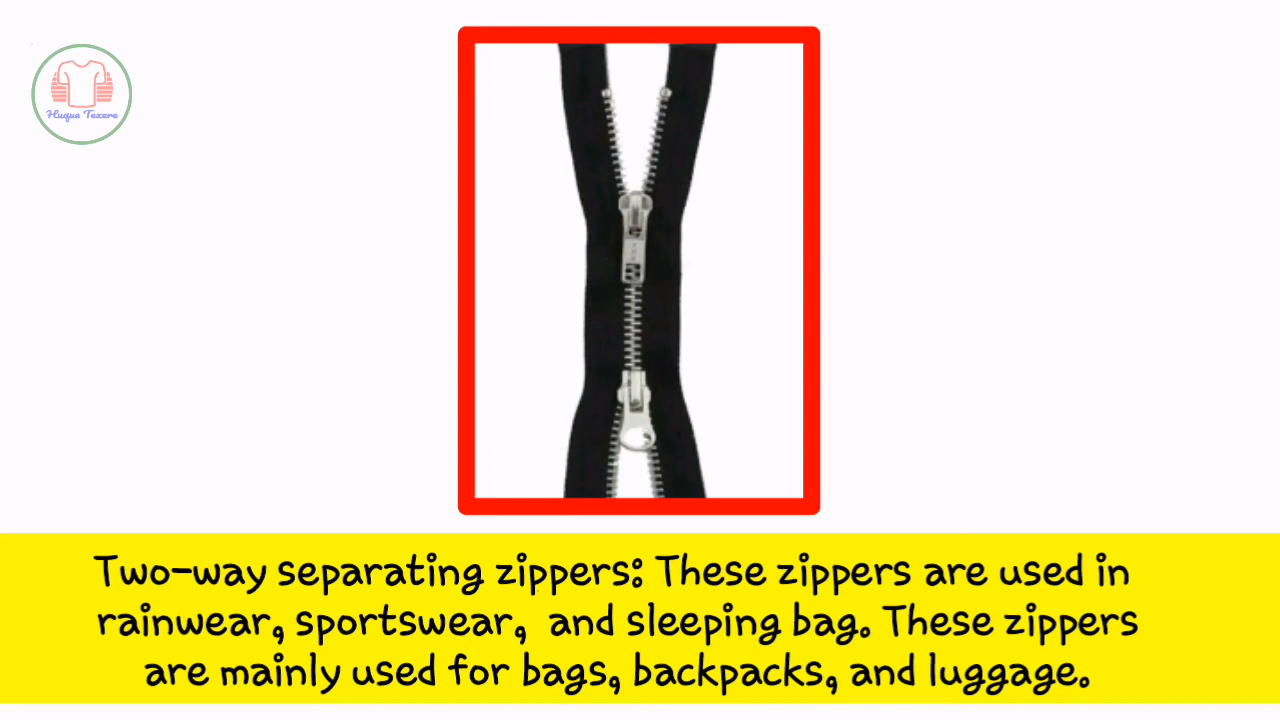 Huque Texere
Two-way separating zippers: These zippers are used in
rainwear, sportswear, and sleeping bag. These zippers
are mainly used for bags, backpacks, and luggage.